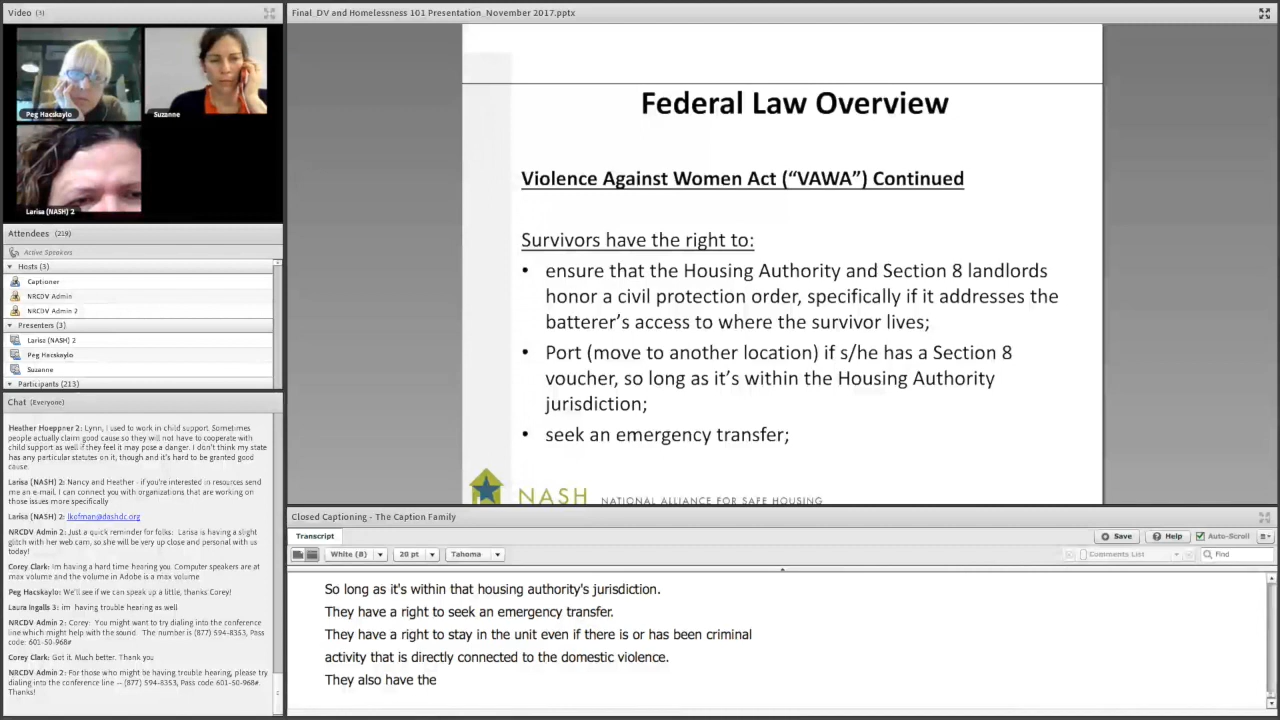 Video (3)
Peg Hacskaylo
Suzanne
Larisa (NASH) 2
Attendees (219)
Active Speakers
Hosts (3)
Captioner
NRCDV Admin
NRCDV Admin 2
Presenters (3)
Larisa (NASH) 2
Peg Hacskaylo
Suzanne
Participants (213)
Chat (Everyone)
Heather Hoeppner 2: Lynn, I used to work in child support. Sometimes
people actually claim good cause so they will not have to cooperate with
child support as well if they feel it may pose a danger. I don't think my state
has any particular statutes on it, though and it's hard to be granted good
cause.
Larisa (NASH) 2: Nancy and Heather - if you're interested in resources send
me an e-mail. I can connect you with organizations that are working on
those issues more specifically
Larisa (NASH) 2: lkofman@dashdc.org
NRCDV Admin 2: Just a quick reminder for folks: Larisa is having a slight
glitch with her web cam, so she will be very up close and personal with us
today!
Corey Clark: Im having a hard time hearing you. Computer speakers are at
max volume and the volume in Adobe is a max volume
Peg Hacskaylo: We'll see if we can speak up a little, thanks Corey!
Laura Ingalls 3: im having trouble hearing as well
NRCDV Admin 2: Corey: You might want to try dialing into the conference
line which might help with the sound. The number is (877) 594-8353, Pass
code: 601-50-968#
Corey Clark: Got it. Much better. Thank you
NRCDV Admin 2: For those who might be having trouble hearing, please try
dialing into the conference line -- (877) 594-8353, Pass code 601-50-968#.
Thanks!
Final_DV and Homelessness 101 Presentation_November 2017.pptx
Federal Law Overview
Violence Against Women Act (“VAWA”) Continued
Survivors have the right to:
• ensure that the Housing Authority and Section 8 landlords
honor a civil protection order, specifically if it addresses the
batterer’s access to where the survivor lives;
• Port (move to another location) if s/he has a Section 8
voucher, so long as it’s within the Housing Authority
jurisdiction;
• seek an emergency transfer;
NASH NATIONAL ALLIANCE FOR SAFE HOUSING
Closed Captioning - The Caption Family
Transcript
Save
Help
Auto-Scroll
White (B)
20 pt
Tahoma
Comments List
Find
So long as it's within that housing authority's jurisdiction.
They have a right to seek an emergency transfer.
They have a right to stay in the unit even if there is or has been criminal
activity that is directly connected to the domestic violence.
They also have the